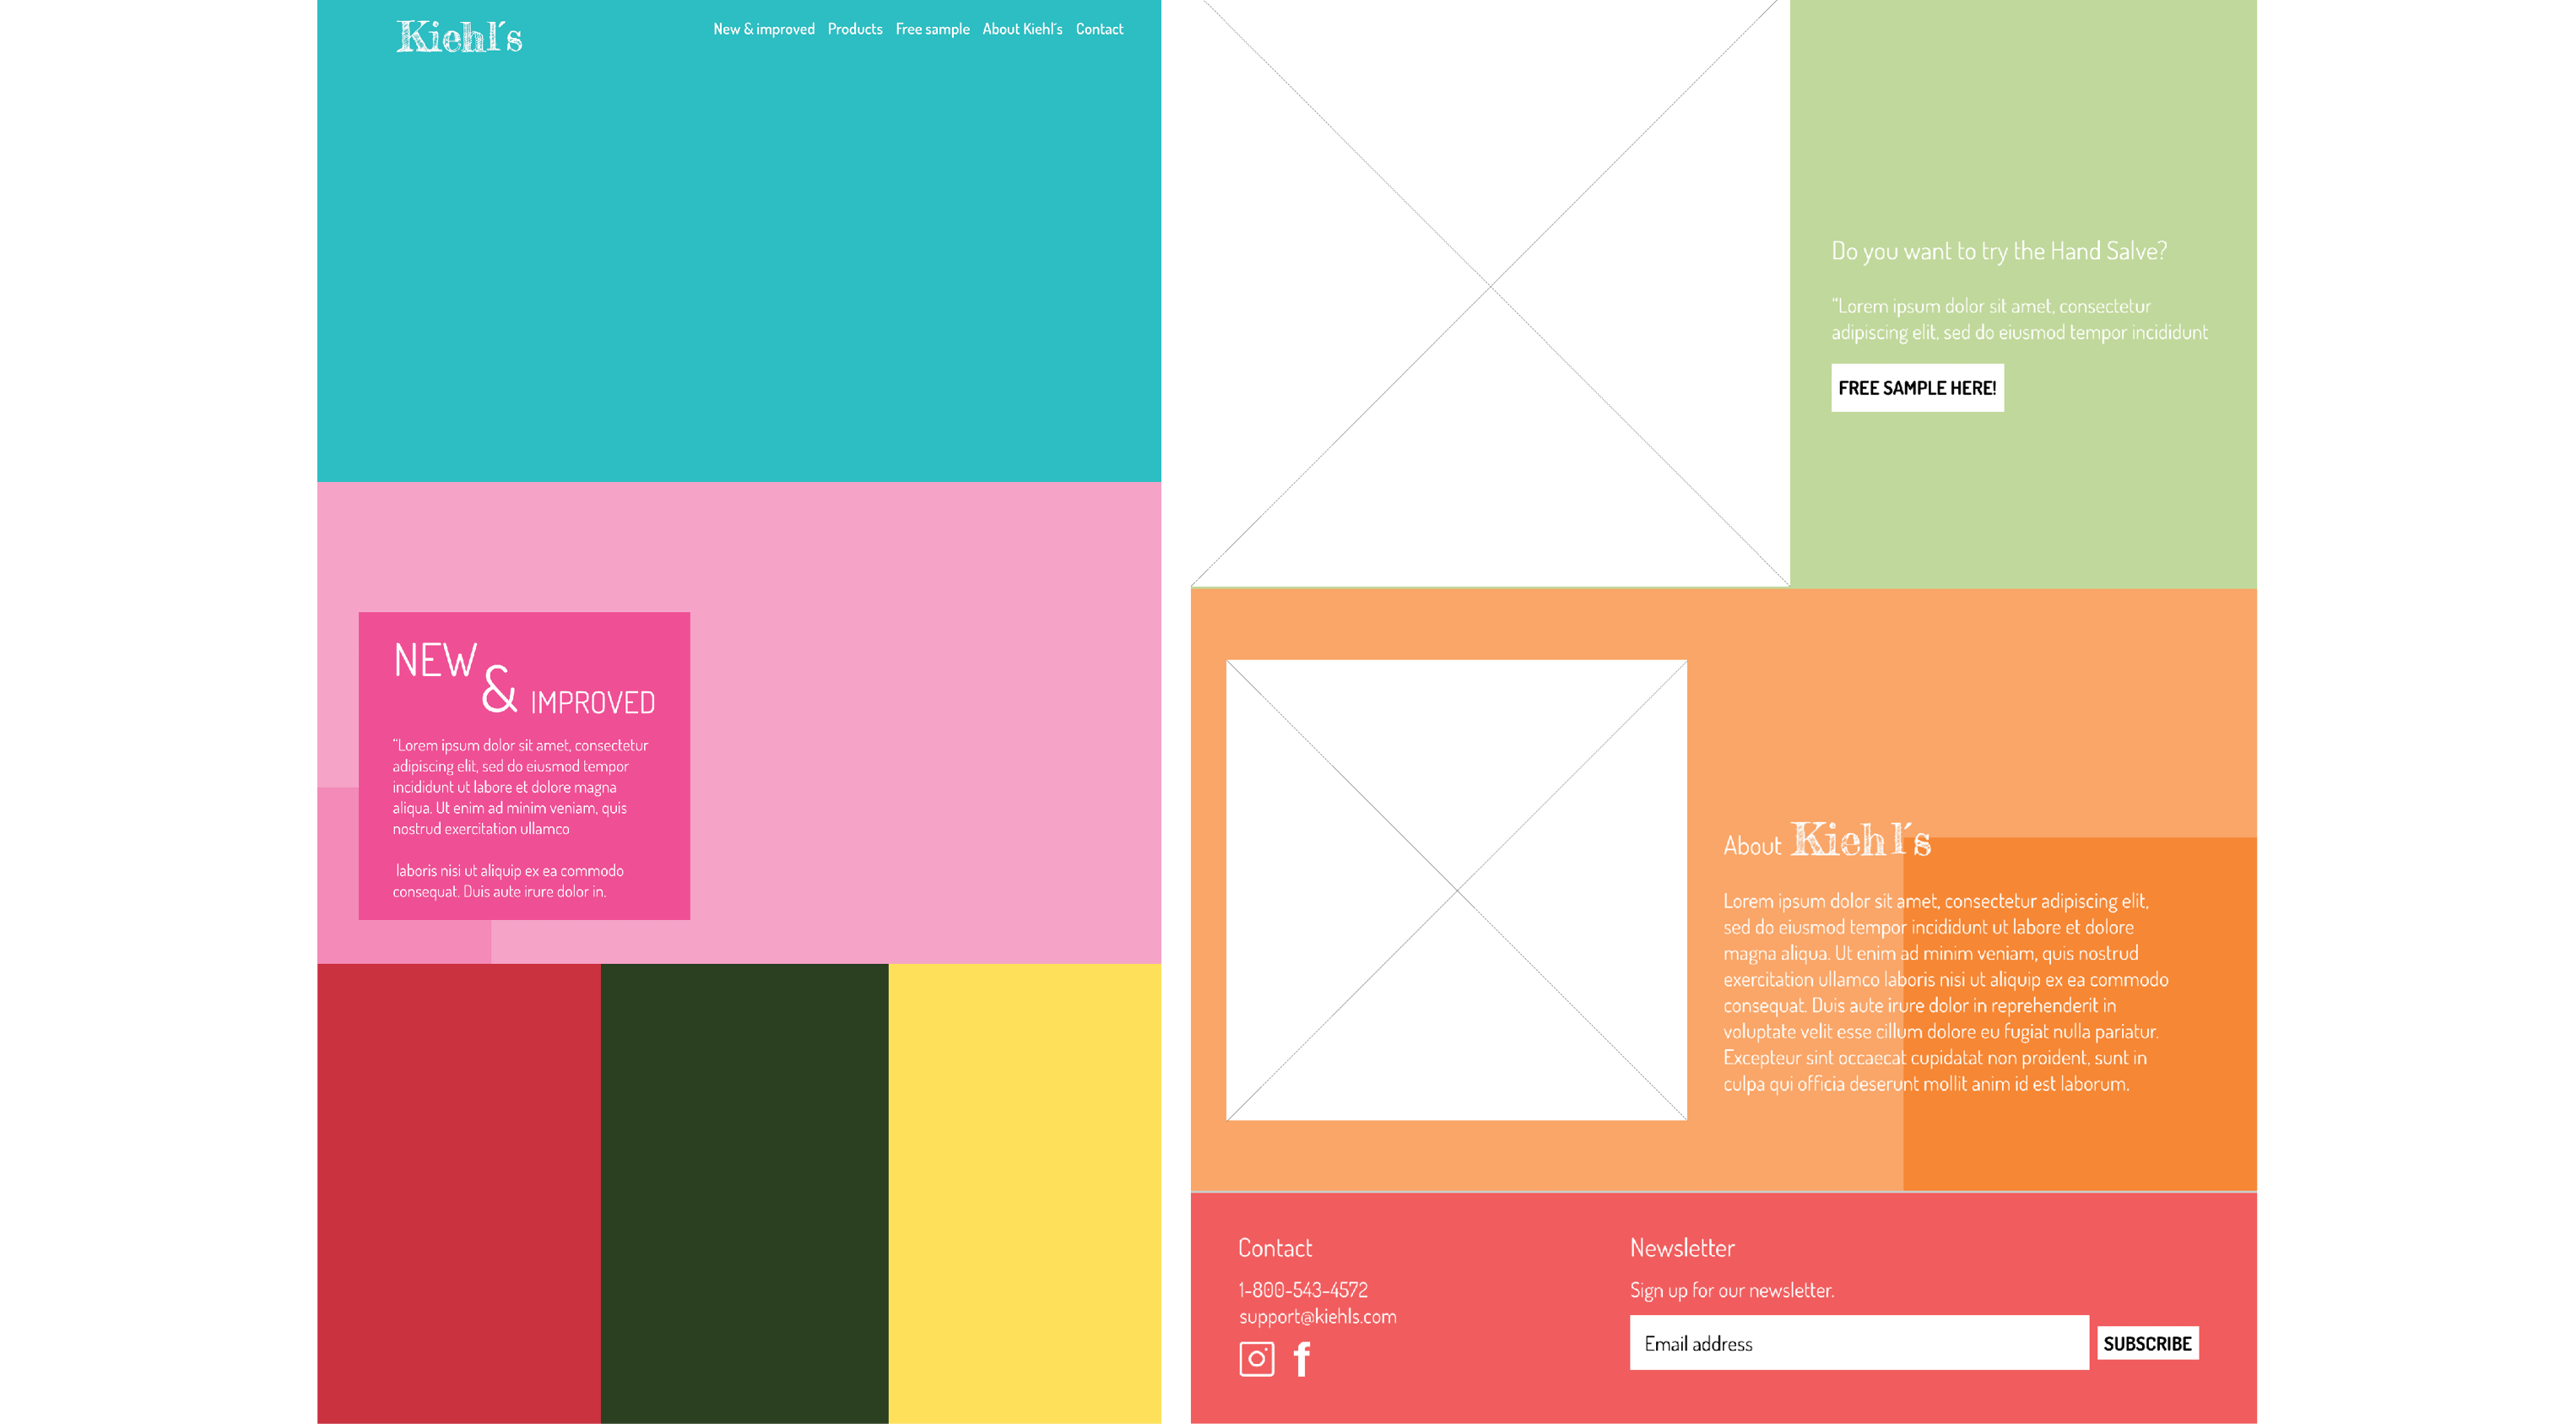 Kiehl´s
New & improved Products Free sample About Kiehl´s Contact
NEW
& IMPROVED
“Lorem ipsum dolor sit amet, consectetur
adipiscing elit, sed do eiusmod tempor
incididunt ut labore et dolore magna
aliqua. Ut enim ad minim veniam, quis
nostrud exercitation ullamco
laboris nisi ut aliquip ex ea commodo
consequat. Duis aute irure dolor in.
Do you want to try the Hand Salve?
“Lorem ipsum dolor sit amet, consectetur
adipiscing elit, sed do eiusmod tempor incididunt
FREE SAMPLE HERE!
About Kiehl´s
Lorem ipsum dolor sit amet, consectetur adipiscing elit,
sed do eiusmod tempor incididunt ut labore et dolore
magna aliqua. Ut enim ad minim veniam, quis nostrud
exercitation ullamco laboris nisi ut aliquip ex ea commodo
consequat. Duis aute irure dolor in reprehenderit in
voluptate velit esse cillum dolore eu fugiat nulla pariatur.
Excepteur sint occaecat cupidatat non proident, sunt in
culpa qui officia deserunt mollit anim id est laborum.
Contact
1-800-543-4572
support@kiehls.com
Newsletter
Sign up for our newsletter.
Email address
SUBSCRIBE